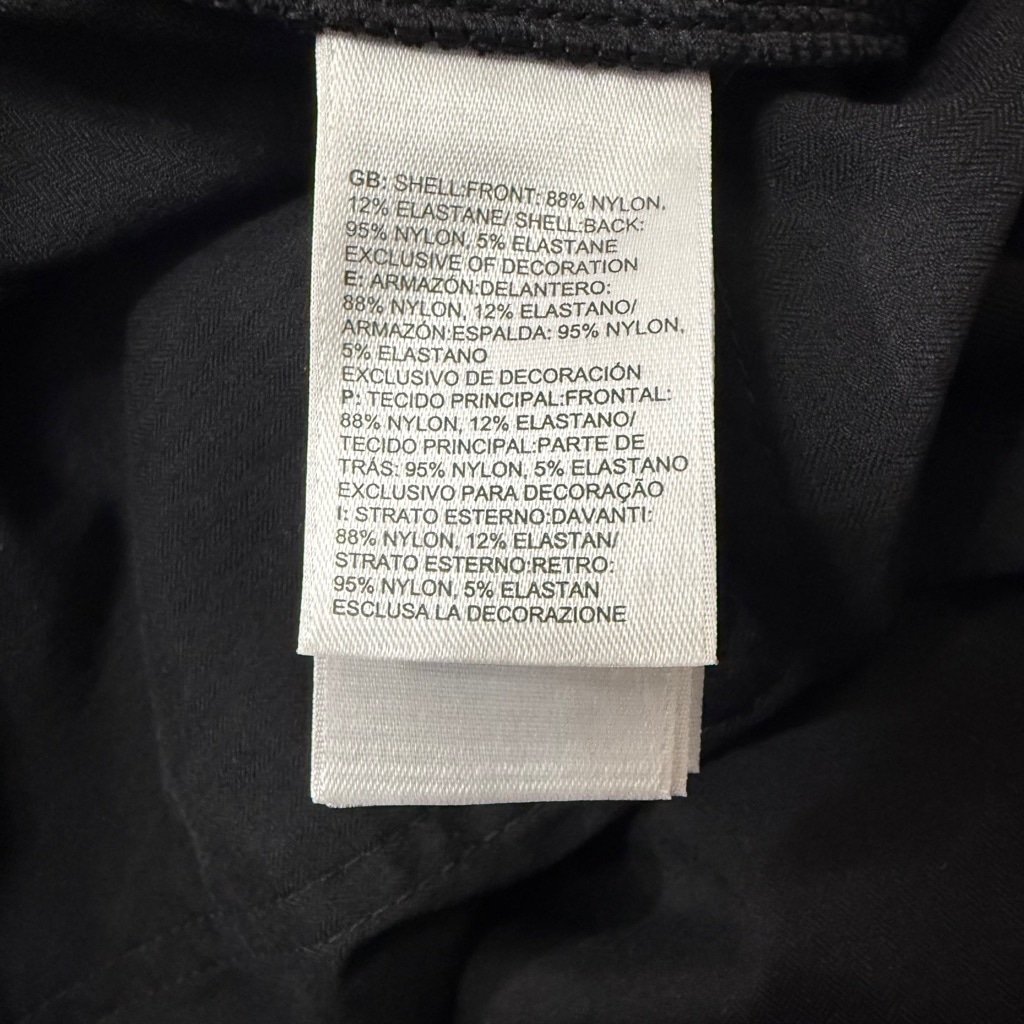 GB: SHELL:FRONT: 88% NYLON,
12% ELASTANE/ SHELL:BACK:
95% NYLON, 5% ELASTANE
EXCLUSIVE OF DECORATION
E: ARMAZÓN:DELANTERO:
88% NYLON, 12% ELASTANO/
ARMAZÓN:ESPALDA: 95% NYLON,
5% ELASTANO
EXCLUSIVO DE DECORACIÓN
P: TECIDO PRINCIPAL:FRONTAL:
88% NYLON, 12% ELASTANO/
TECIDO PRINCIPAL:PARTE DE
TRÁS: 95% NYLON, 5% ELASTANO
EXCLUSIVO PARA DECORAÇÃO
I: STRATO ESTERNO:DAVANTI:
88% NYLON, 12% ELASTAN/
STRATO ESTERNO:RETRO:
95% NYLON, 5% ELASTAN
ESCLUSA LA DECORAZIONE